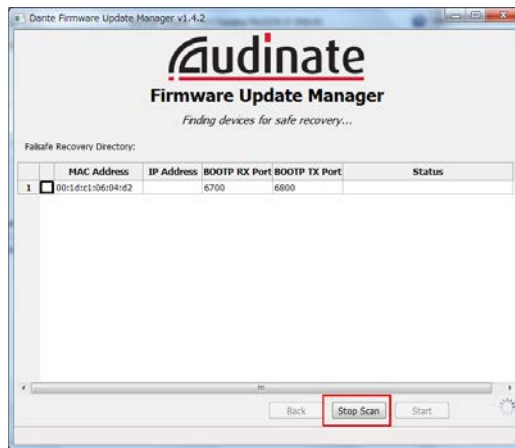 Dante Firmware Update Manager v1.4.2
Audinate
Firmware Update Manager
Finding devices for safe recovery...
Failsafe Recovery Directory:
MAC Address IP Address BOOTP RX Port BOOTP TX Port Status
1 00:1d:c1:06:04:d2 6700 6800
Back Stop Scan Start